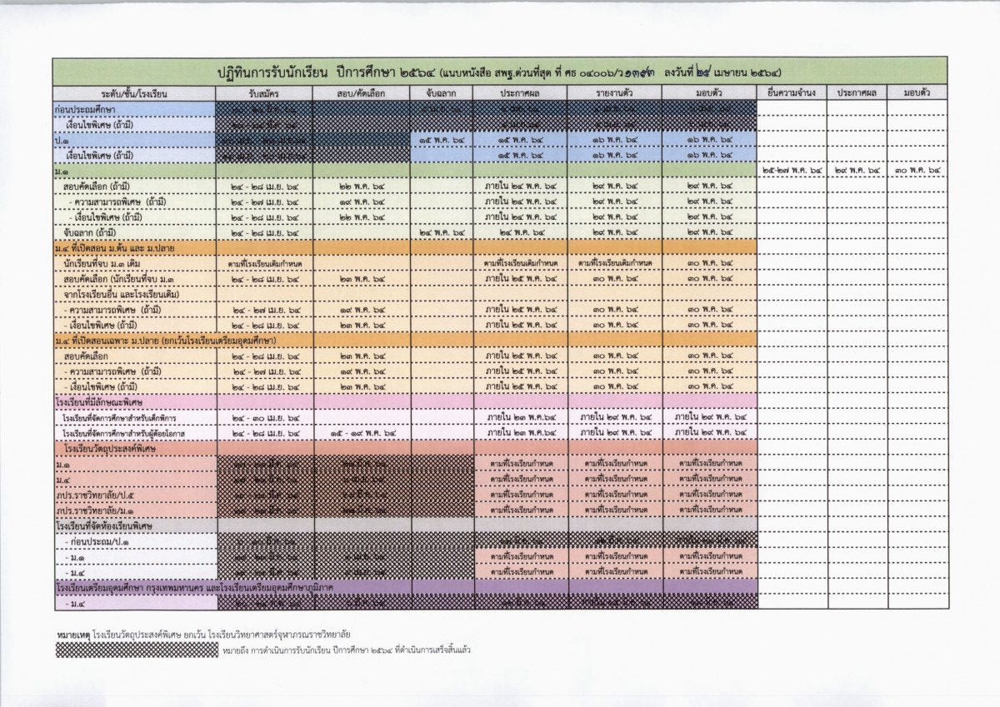 ปฏิทินการรับนักเรียน ปีการศึกษา ๒๕๖๔ (แนบหนังสือ สพฐ.ด่วนที่สุด ที่ ศธ ๐๔๐๐๖/ว๑๓๙๓ ลงวันที่ ๒๙ เมษายน ๒๕๖๔)
ระดับ/ชั้น/โรงเรียน รับสมัคร สอบ/คัดเลือก จับฉลาก ประกาศผล รายงานตัว มอบตัว ยื่นความจำนง ประกาศผล มอบตัว
ก่อนประถมศึกษา
เงื่อนไขพิเศษ (ถ้ามี)
ป.๑ ๑๕ พ.ค. ๖๔ ๑๕ พ.ค. ๖๔ ๑๖ พ.ค. ๖๔ ๑๖ พ.ค. ๖๔
เงื่อนไขพิเศษ (ถ้ามี) ๑๕ พ.ค. ๖๔ ๑๖ พ.ค. ๖๔ ๑๖ พ.ค. ๖๔
ม.๑ ๒๕-๒๗ พ.ค. ๖๔ ๒๙ พ.ค. ๖๔ ๓๐ พ.ค. ๖๔
สอบคัดเลือก (ถ้ามี) ๒๔ - ๒๘ เม.ย. ๖๔ ๒๒ พ.ค. ๖๔ ภายใน ๒๔ พ.ค. ๖๔ ๒๙ พ.ค. ๖๔ ๒๙ พ.ค. ๖๔
- ความสามารถพิเศษ (ถ้ามี) ๒๔ - ๒๗ เม.ย. ๖๔ ๑๙ พ.ค. ๖๔ ภายใน ๒๔ พ.ค. ๖๔ ๒๙ พ.ค. ๖๔ ๒๙ พ.ค. ๖๔
- เงื่อนไขพิเศษ (ถ้ามี) ๒๔ - ๒๘ เม.ย. ๖๔ ๒๒ พ.ค. ๖๔ ภายใน ๒๔ พ.ค. ๖๔ ๒๙ พ.ค. ๖๔ ๒๙ พ.ค. ๖๔
จับฉลาก (ถ้ามี) ๒๔ - ๒๘ เม.ย. ๖๔ ๒๔ พ.ค. ๖๔ ๒๔ พ.ค. ๖๔ ๒๙ พ.ค. ๖๔ ๒๙ พ.ค. ๖๔
ม.๔ ที่เปิดสอน ม.ต้น และ ม.ปลาย
นักเรียนที่จบ ม.๓ เดิม ตามที่โรงเรียนเดิมกำหนด ตามที่โรงเรียนเดิมกำหนด ตามที่โรงเรียนเดิมกำหนด ๓๐ พ.ค. ๖๔
สอบคัดเลือก (นักเรียนที่จบ ม.๓ ๒๔ - ๒๘ เม.ย. ๖๔ ๒๓ พ.ค. ๖๔ ภายใน ๒๕ พ.ค. ๖๔ ๓๐ พ.ค. ๖๔ ๓๐ พ.ค. ๖๔
จากโรงเรียนอื่น และโรงเรียนเดิม)
- ความสามารถพิเศษ (ถ้ามี) ๒๔ - ๒๗ เม.ย. ๖๔ ๑๙ พ.ค. ๖๔ ภายใน ๒๕ พ.ค. ๖๔ ๓๐ พ.ค. ๖๔ ๓๐ พ.ค. ๖๔
- เงื่อนไขพิเศษ (ถ้ามี) ๒๔ - ๒๘ เม.ย. ๖๔ ๒๓ พ.ค. ๖๔ ภายใน ๒๕ พ.ค. ๖๔ ๓๐ พ.ค. ๖๔ ๓๐ พ.ค. ๖๔
ม.๔ ที่เปิดสอนเฉพาะ ม.ปลาย (ยกเว้นโรงเรียนเตรียมอุดมศึกษา)
สอบคัดเลือก ๒๔ - ๒๘ เม.ย. ๖๔ ๒๓ พ.ค. ๖๔ ภายใน ๒๕ พ.ค. ๖๔ ๓๐ พ.ค. ๖๔ ๓๐ พ.ค. ๖๔
- ความสามารถพิเศษ (ถ้ามี) ๒๔ - ๒๗ เม.ย. ๖๔ ๑๙ พ.ค. ๖๔ ภายใน ๒๕ พ.ค. ๖๔ ๓๐ พ.ค. ๖๔ ๓๐ พ.ค. ๖๔
- เงื่อนไขพิเศษ (ถ้ามี) ๒๔ - ๒๘ เม.ย. ๖๔ ๒๓ พ.ค. ๖๔ ภายใน ๒๕ พ.ค. ๖๔ ๓๐ พ.ค. ๖๔ ๓๐ พ.ค. ๖๔
โรงเรียนที่มีลักษณะพิเศษ
โรงเรียนที่จัดการศึกษาสำหรับเด็กพิการ ๒๔ - ๓๐ เม.ย. ๖๔ ภายใน ๒๓ พ.ค.๖๔ ภายใน ๒๙ พ.ค. ๖๔ ภายใน ๒๙ พ.ค. ๖๔
โรงเรียนที่จัดการศึกษาสำหรับผู้ด้อยโอกาส ๒๔ - ๒๘ เม.ย. ๖๔ ๑๕ - ๑๙ พ.ค. ๖๔ ภายใน ๒๓ พ.ค.๖๔ ภายใน ๒๙ พ.ค. ๖๔ ภายใน ๒๙ พ.ค. ๖๔
โรงเรียนวัตถุประสงค์พิเศษ
ม.๑ ตามที่โรงเรียนกำหนด ตามที่โรงเรียนกำหนด ตามที่โรงเรียนกำหนด
ม.๔ ตามที่โรงเรียนกำหนด ตามที่โรงเรียนกำหนด ตามที่โรงเรียนกำหนด
ภปร.ราชวิทยาลัย/ป.๕ ตามที่โรงเรียนกำหนด ตามที่โรงเรียนกำหนด ตามที่โรงเรียนกำหนด
ภปร.ราชวิทยาลัย/ม.๑ ตามที่โรงเรียนกำหนด ตามที่โรงเรียนกำหนด ตามที่โรงเรียนกำหนด
โรงเรียนที่จัดห้องเรียนพิเศษ
- ก่อนประถม/ป.๑
- ม.๑ ตามที่โรงเรียนกำหนด ตามที่โรงเรียนกำหนด ตามที่โรงเรียนกำหนด
- ม.๔ ตามที่โรงเรียนกำหนด ตามที่โรงเรียนกำหนด ตามที่โรงเรียนกำหนด
โรงเรียนเตรียมอุดมศึกษา กรุงเทพมหานคร และโรงเรียนเตรียมอุดมศึกษาภูมิภาค
- ม.๔
หมายเหตุ โรงเรียนวัตถุประสงค์พิเศษ ยกเว้น โรงเรียนวิทยาศาสตร์จุฬาภรณราชวิทยาลัย
หมายถึง การดำเนินการรับนักเรียน ปีการศึกษา ๒๕๖๔ ที่ดำเนินการเสร็จสิ้นแล้ว